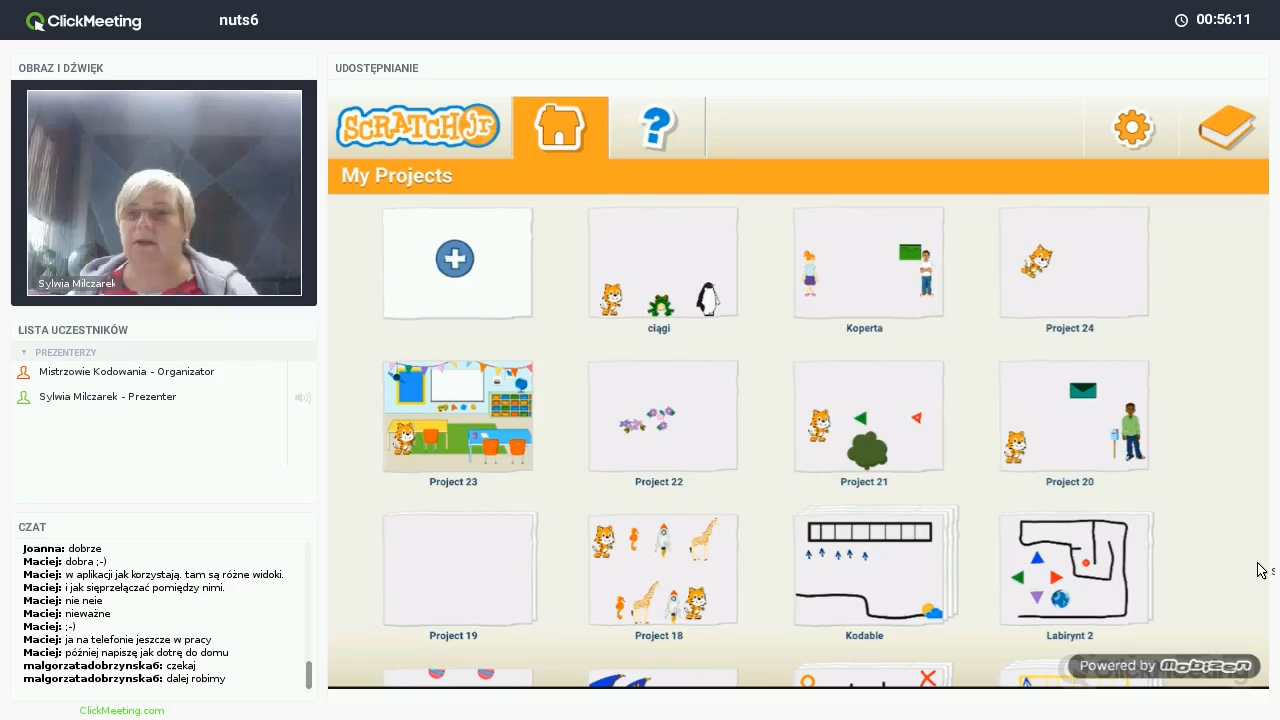 ClickMeeting
nuts6
00:56:11
OBRAZ I DŹWIĘK
Sylwia Milczarek
LISTA UCZESTNIKÓW
PREZENTERZY
Mistrzowie Kodowania - Organizator
Sylwia Milczarek - Prezenter
CZAT
Joanna: dobrze
Maciej: dobra ;-)
Maciej: w aplikacji jak korzystają. tam są różne widoki.
Maciej: i jak sięprzełączać pomiędzy nimi.
Maciej: nie neie
Maciej: nieważne
Maciej: ;-)
Maciej: ja na telefonie jeszcze w pracy
Maciej: później napiszę jak dotrę do domu
malgorzatadobrzynska6: czekaj
malgorzatadobrzynska6: dalej robimy
ClickMeeting.com
UDOSTĘPNIANIE
SCRATCH jr
?
My Projects
ciągi
Koperta
Project 24
Project 23
Project 22
Project 21
Project 20
Project 19
Project 18
Kodable
Labirynt 2
Powered by Mobizen
ClickMeeting